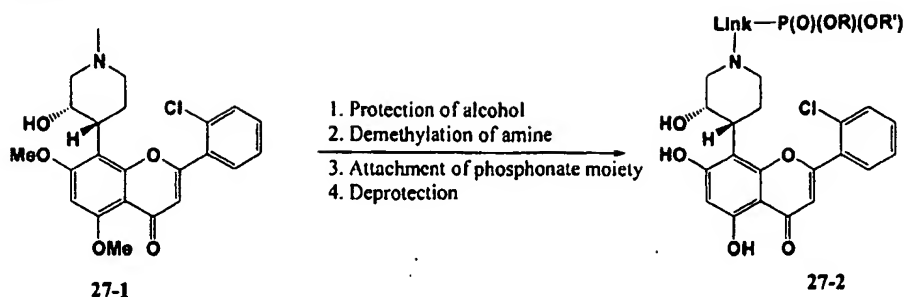 Link—P(O)(OR)(OR')
N
N
HO
H
Cl
MeO
O
OMe
O
27-1
1. Protection of alcohol
2. Demethylation of amine
3. Attachment of phosphonate moiety
4. Deprotection
HO
H
Cl
HO
O
OH
O
27-2